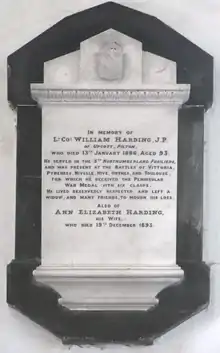 IN MEMORY OF
LT COL WILLIAM HARDING, J.P.
OF UPCOTT, PILTON,
WHO DIED 13TH JANUARY 1886, AGED 93.
HE SERVED IN THE 5TH NORTHUMBERLAND FUSILIERS,
AND WAS PRESENT AT THE BATTLES OF VITTORIA,
PYRENEES, NIVELLE, NIVE, ORTHES, AND TOULOUSE,
FOR WHICH HE RECEIVED THE PENINSULAR
WAR MEDAL WITH SIX CLASPS.
HE LIVED DESERVEDLY RESPECTED AND LEFT A
WIDOW, AND MANY FRIENDS, TO MOURN HIS LOSS.
ALSO OF
ANN ELIZABETH HARDING,
HIS WIFE,
WHO DIED 19TH DECEMBER 1893.